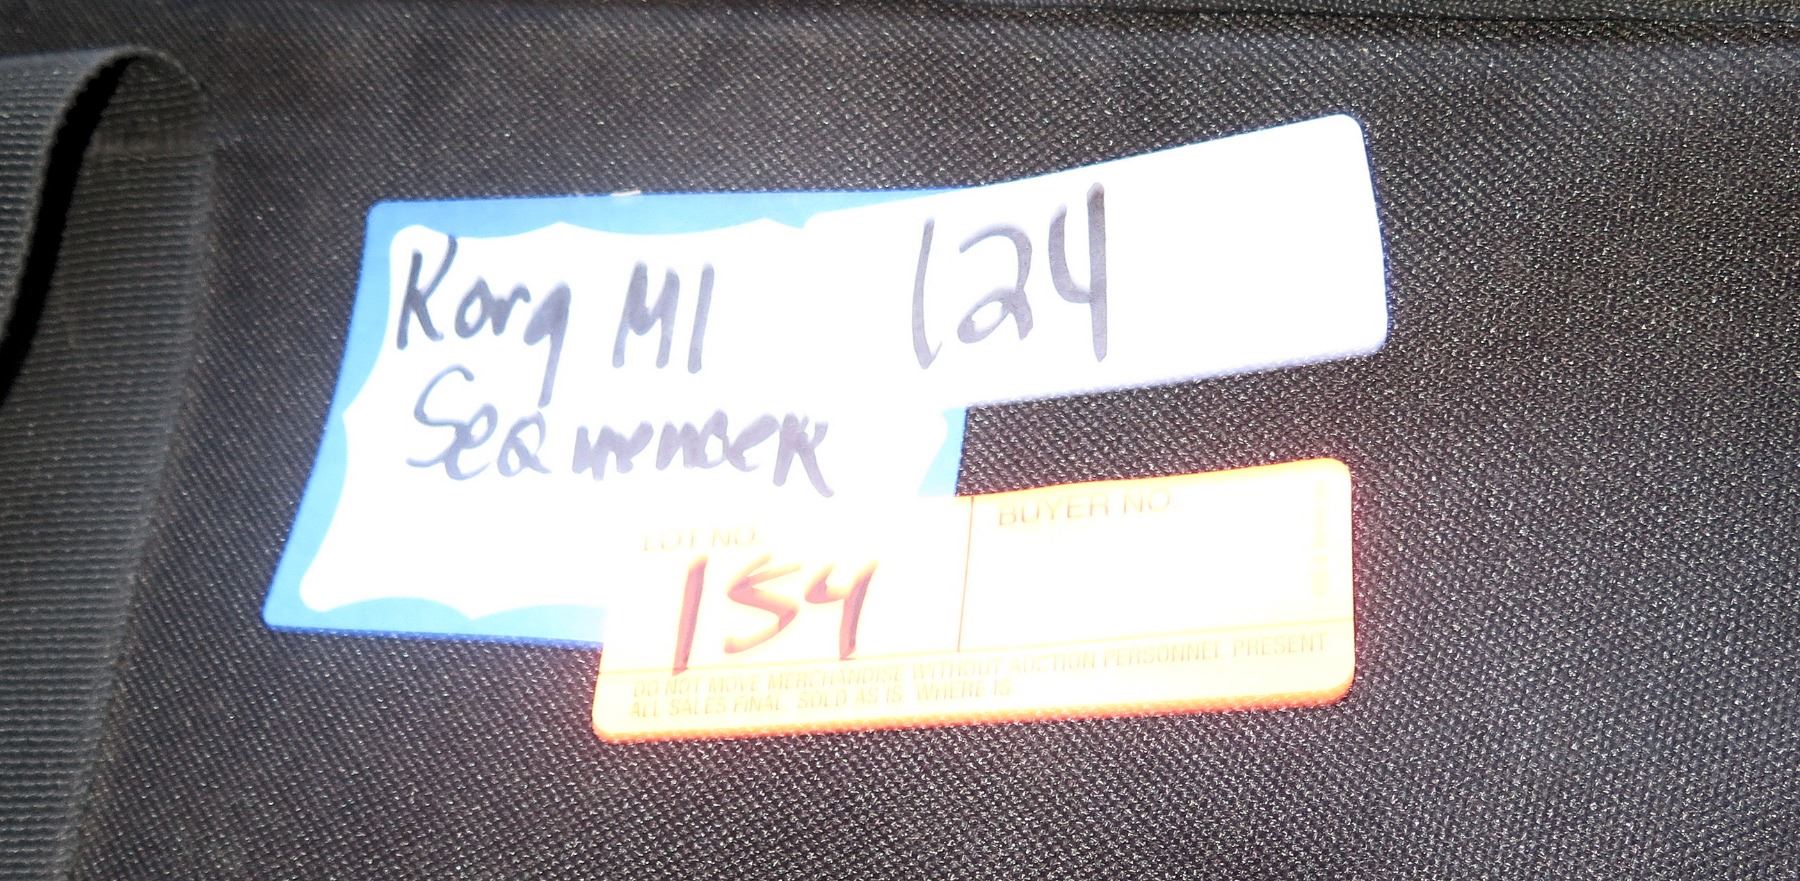 Korg M1
Sequencer
124
LOT NO.
154
BUYER NO.
DO NOT MOVE MERCHANDISE WITHOUT AUCTION PERSONNEL PRESENT.
ALL SALES FINAL. SOLD AS IS WHERE IS.